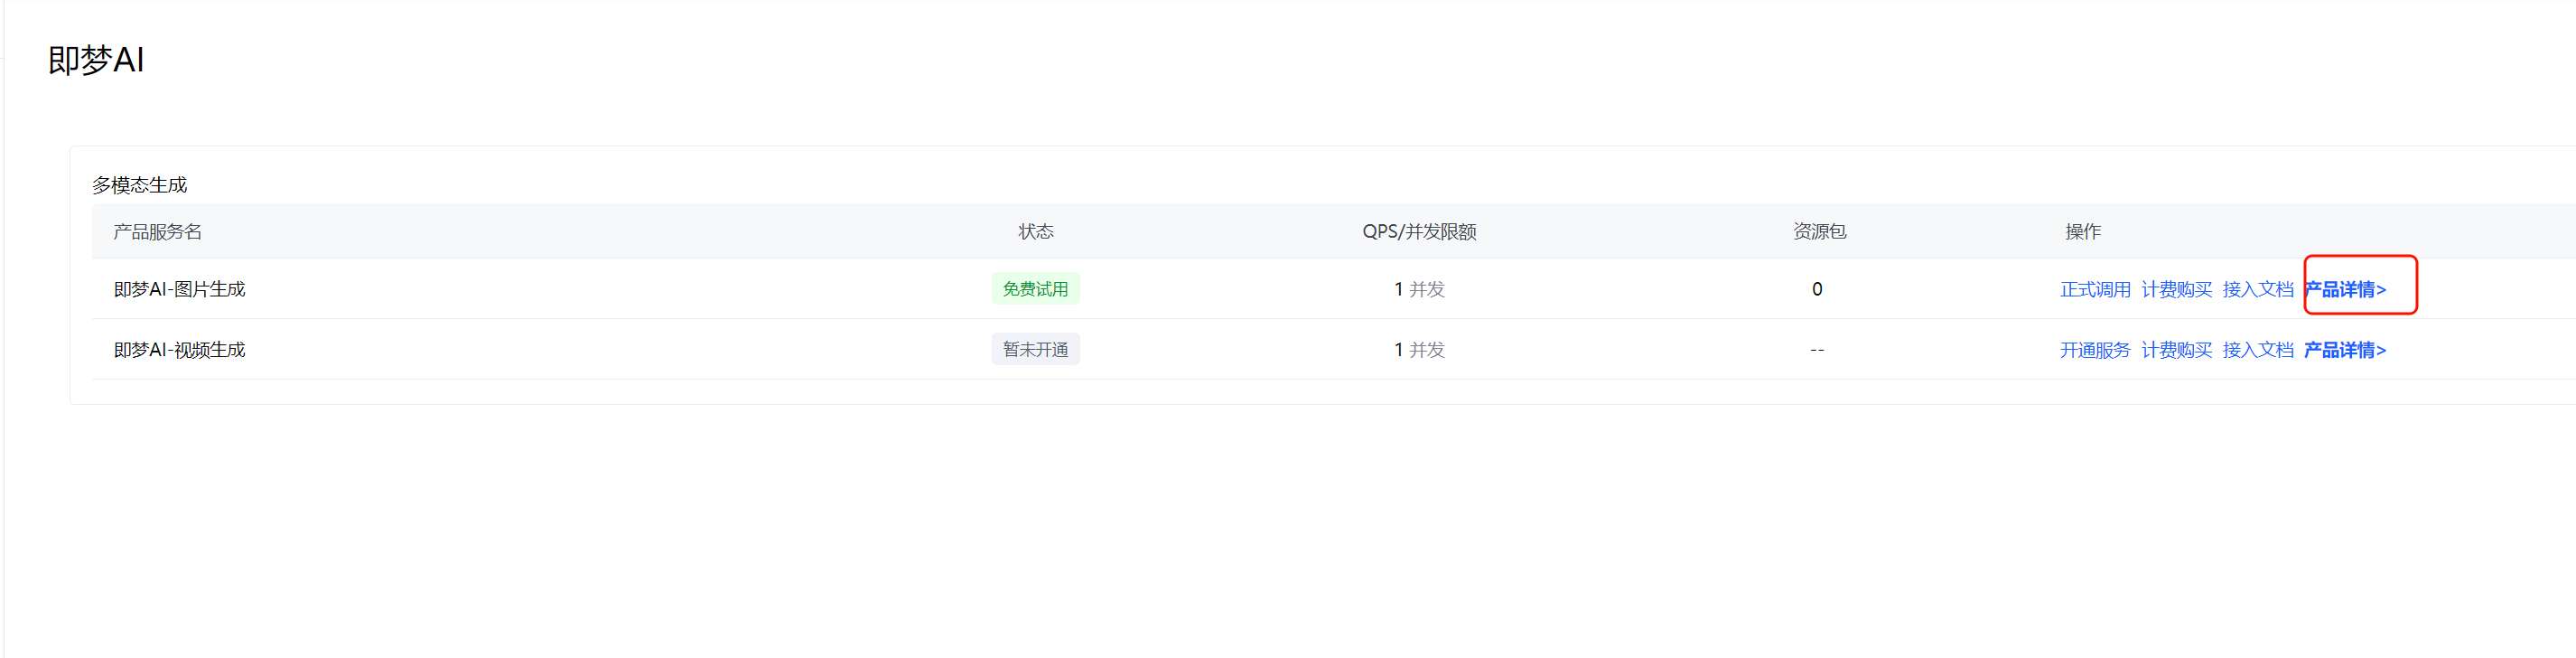 即梦AI
多模态生成
产品服务名 状态 QPS/并发限额 资源包 操作
即梦AI-图片生成 免费试用 1 并发 0 正式调用 计费购买 接入文档 产品详情>
即梦AI-视频生成 暂未开通 1 并发 -- 开通服务 计费购买 接入文档 产品详情>